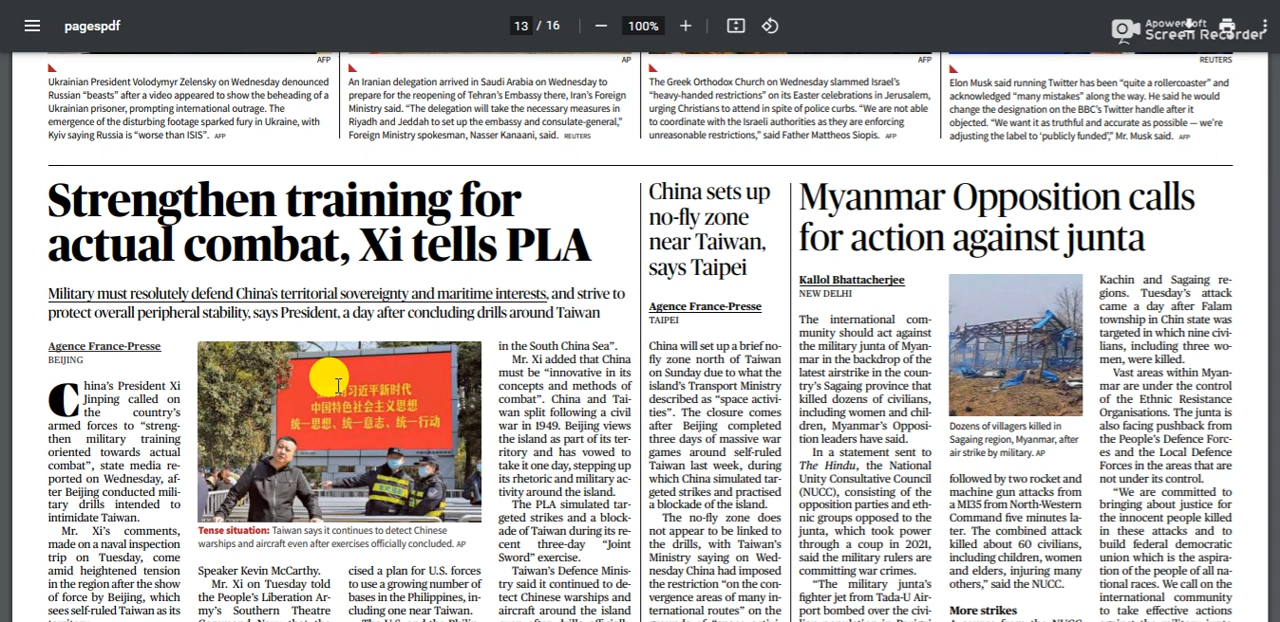 pagespdf
13 / 16
100%
Apowersoft
Screen Recorder
AFP
AP
AFP
REUTERS
Ukrainian President Volodymyr Zelensky on Wednesday denounced
Russian “beasts” after a video appeared to show the beheading of a
Ukrainian prisoner, prompting international outrage. The
emergence of the disturbing footage sparked fury in Ukraine, with
Kyiv saying Russia is “worse than ISIS”. AFP
An Iranian delegation arrived in Saudi Arabia on Wednesday to
prepare for the reopening of Tehran’s Embassy there, Iran’s Foreign
Ministry said. “The delegation will take the necessary measures in
Riyadh and Jeddah to set up the embassy and consulate-general,”
Foreign Ministry spokesman, Nasser Kanaani, said. REUTERS
The Greek Orthodox Church on Wednesday slammed Israel’s
“heavy-handed restrictions” on its Easter celebrations in Jerusalem,
urging Christians to attend in spite of police curbs. “We are not able
to coordinate with the Israeli authorities as they are enforcing
unreasonable restrictions,” said Father Mattheos Siopis. AFP
Elon Musk said running Twitter has been “quite a rollercoaster” and
acknowledged “many mistakes” along the way. He said he would
change the designation on the BBC’s Twitter handle after it
objected. “We want it as truthful and accurate as possible — we’re
adjusting the label to ‘publicly funded’,” Mr. Musk said. AFP
Strengthen training for
actual combat, Xi tells PLA
Military must resolutely defend China’s territorial sovereignty and maritime interests, and strive to
protect overall peripheral stability, says President, a day after concluding drills around Taiwan
Agence France-Presse
BEIJING
China’s President Xi
Jinping called on
the country’s
armed forces to “streng-
then military training
oriented towards actual
combat”, state media re-
ported on Wednesday, af-
ter Beijing conducted mili-
tary drills intended to
intimidate Taiwan.
Mr. Xi’s comments,
made on a naval inspection
trip on Tuesday, come
amid heightened tension
in the region after the show
of force by Beijing, which
sees self-ruled Taiwan as its
习近平新时代
中国特色社会主义思想
统一思想、统一意志、统一行动
Tense situation: Taiwan says it continues to detect Chinese
warships and aircraft even after exercises officially concluded. AP
Speaker Kevin McCarthy.
Mr. Xi on Tuesday told
the People’s Liberation Ar-
my’s Southern Theatre
cised a plan for U.S. forces
to use a growing number of
bases in the Philippines, in-
cluding one near Taiwan.
in the South China Sea”.
Mr. Xi added that China
must be “innovative in its
concepts and methods of
combat”. China and Tai-
wan split following a civil
war in 1949. Beijing views
the island as part of its ter-
ritory and has vowed to
take it one day, stepping up
its rhetoric and military ac-
tivity around the island.
The PLA simulated tar-
geted strikes and a block-
ade of Taiwan during its re-
cent three-day “Joint
Sword” exercise.
Taiwan’s Defence Minis-
try said it continued to de-
tect Chinese warships and
aircraft around the island
China sets up
no-fly zone
near Taiwan,
says Taipei
Agence France-Presse
TAIPEI
China will set up a brief no-
fly zone north of Taiwan
on Sunday due to what the
island’s Transport Ministry
described as “space activi-
ties”. The closure comes
after Beijing completed
three days of massive war
games around self-ruled
Taiwan last week, during
which China simulated tar-
geted strikes and practised
a blockade of the island.
The no-fly zone does
not appear to be linked to
the drills, with Taiwan’s
Ministry saying on Wed-
nesday China had imposed
the restriction “on the con-
vergence areas of many in-
ternational routes” on the
Myanmar Opposition calls
for action against junta
Kallol Bhattacherjee
NEW DELHI
The international com-
munity should act against
the military junta of Myan-
mar in the backdrop of the
latest airstrike in the coun-
try’s Sagaing province that
killed dozens of civilians,
including women and chil-
dren, Myanmar’s Opposi-
tion leaders have said.
In a statement sent to
The Hindu, the National
Unity Consultative Council
(NUCC), consisting of the
opposition parties and eth-
nic groups opposed to the
junta, which took power
through a coup in 2021,
said the military rulers are
committing war crimes.
“The military junta’s
fighter jet from Tada-U Air-
port bombed over the civi-
Dozens of villagers killed in
Sagaing region, Myanmar, after
air strike by military. AP
followed by two rocket and
machine gun attacks from
a MI35 from North-Western
Command five minutes la-
ter. The combined attack
killed about 60 civilians,
including children, women
and elders, injuring many
others,” said the NUCC.
More strikes
Kachin and Sagaing re-
gions. Tuesday’s attack
came a day after Falam
township in Chin state was
targeted in which nine civi-
lians, including three wo-
men, were killed.
Vast areas within Myan-
mar are under the control
of the Ethnic Resistance
Organisations. The junta is
also facing pushback from
the People’s Defence Forc-
es and the Local Defence
Forces in the areas that are
not under its control.
“We are committed to
bringing about justice for
the innocent people killed
in these attacks and to
build federal democratic
union which is the aspira-
tion of the people of all na-
tional races. We call on the
international community
to take effective actions